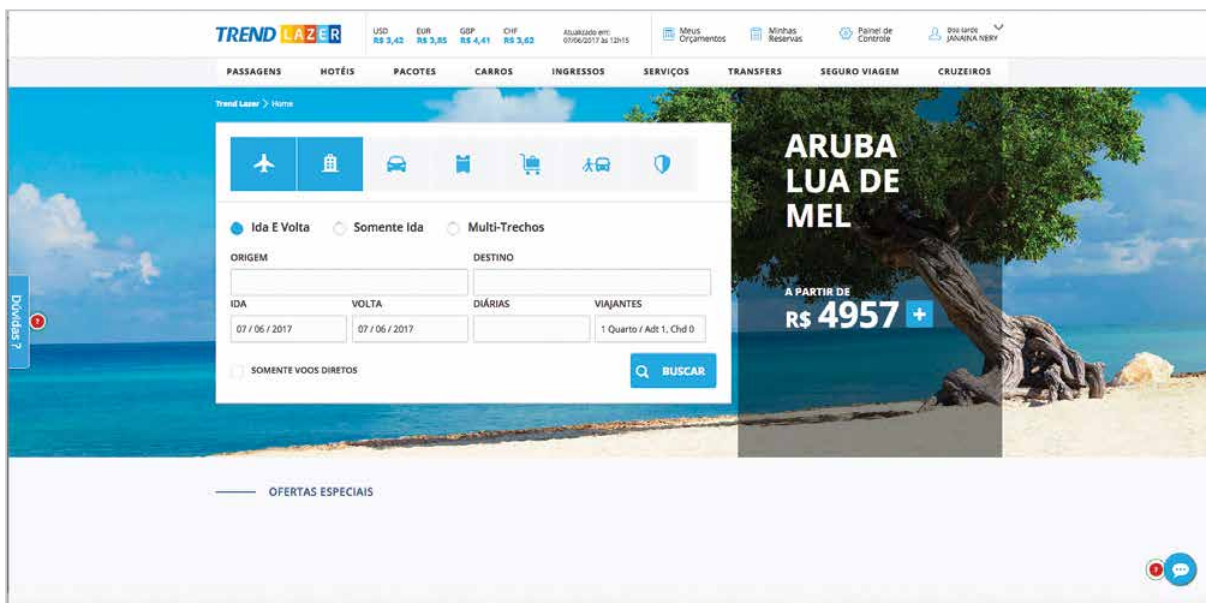 TREND LAZER
USD EUR GBP CHF
R$ 3,42 R$ 3,85 R$ 4,41 R$ 3,62
Atualizado em:
07/06/2017 às 12h15
Meus
Orçamentos
Minhas
Reservas
Painel de
Controle
Boa tarde
JANAINA NERY
PASSAGENS HOTÉIS PACOTES CARROS INGRESSOS SERVIÇOS TRANSFERS SEGURO VIAGEM CRUZEIROS
Trend Lazer > Home
Ida E Volta Somente Ida Multi-Trechos
ORIGEM DESTINO
IDA VOLTA DIÁRIAS VIAJANTES
07 / 06 / 2017 07 / 06 / 2017 1 Quarto / Adt 1, Chd 0
SOMENTE VOOS DIRETOS
BUSCAR
ARUBA
LUA DE
MEL
A PARTIR DE
R$ 4957 +
Dúvidas ?
?
OFERTAS ESPECIAIS
?